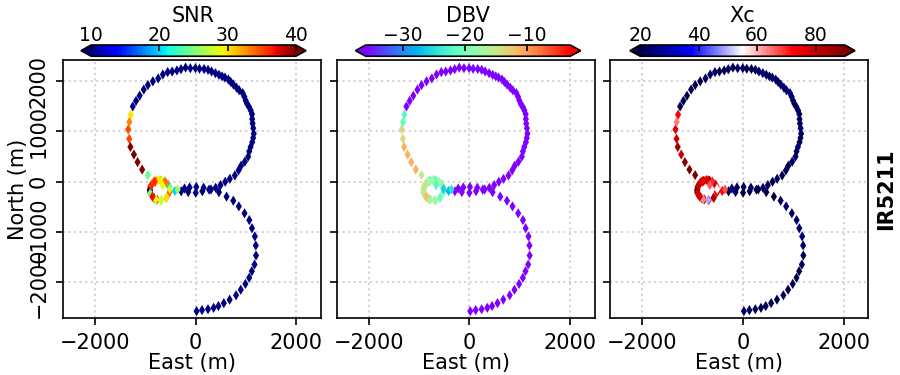 SNR DBV Xc
10 20 30 40 −30 −20 −10 20 40 60 80
North (m)
2000
1000
0
−1000
−2000
IR5211
−2000 0 2000 −2000 0 2000 −2000 0 2000
East (m) East (m) East (m)